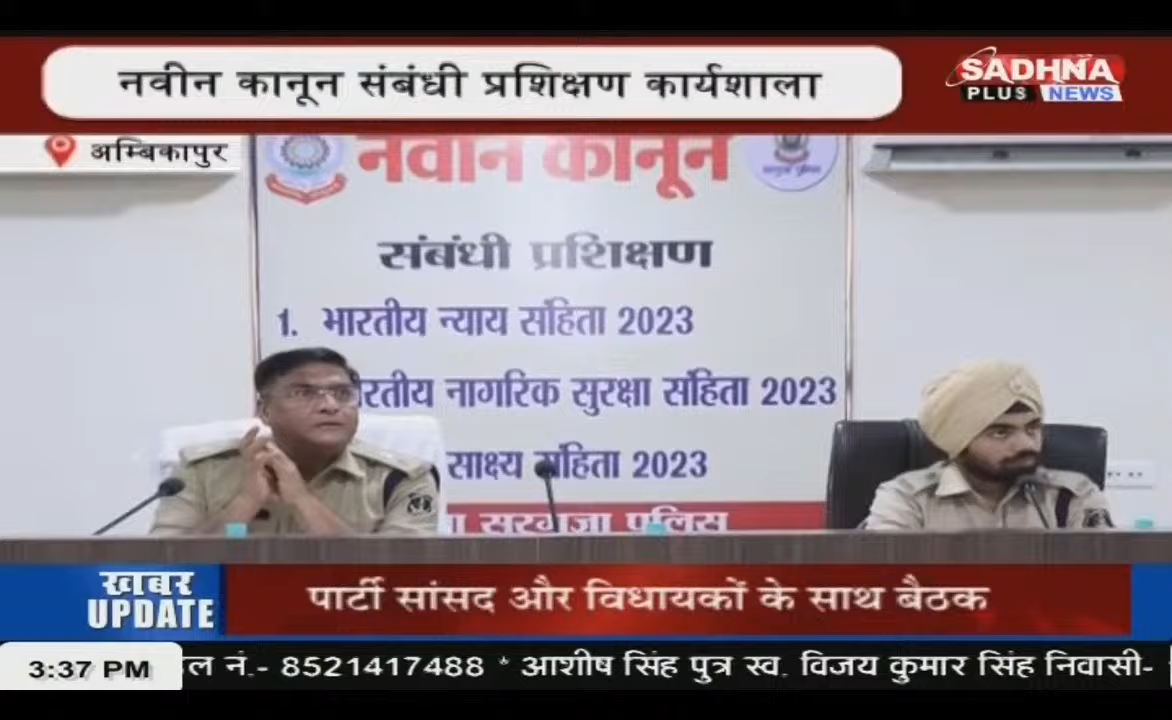 नवीन कानून संबंधी प्रशिक्षण कार्यशाला
SADHNA
PLUS NEWS
अम्बिकापुर
नवीन कानून
संबंधी प्रशिक्षण
1. भारतीय न्याय संहिता 2023
रतीय नागरिक सुरक्षा संहिता 2023
साक्ष्य संहिता 2023
सरगुजा पुलिस
खबर
UPDATE
पार्टी सांसद और विधायकों के साथ बैठक
3:37 PM
नं.- 8521417488 * आशीष सिंह पुत्र स्व. विजय कुमार सिंह निवासी-